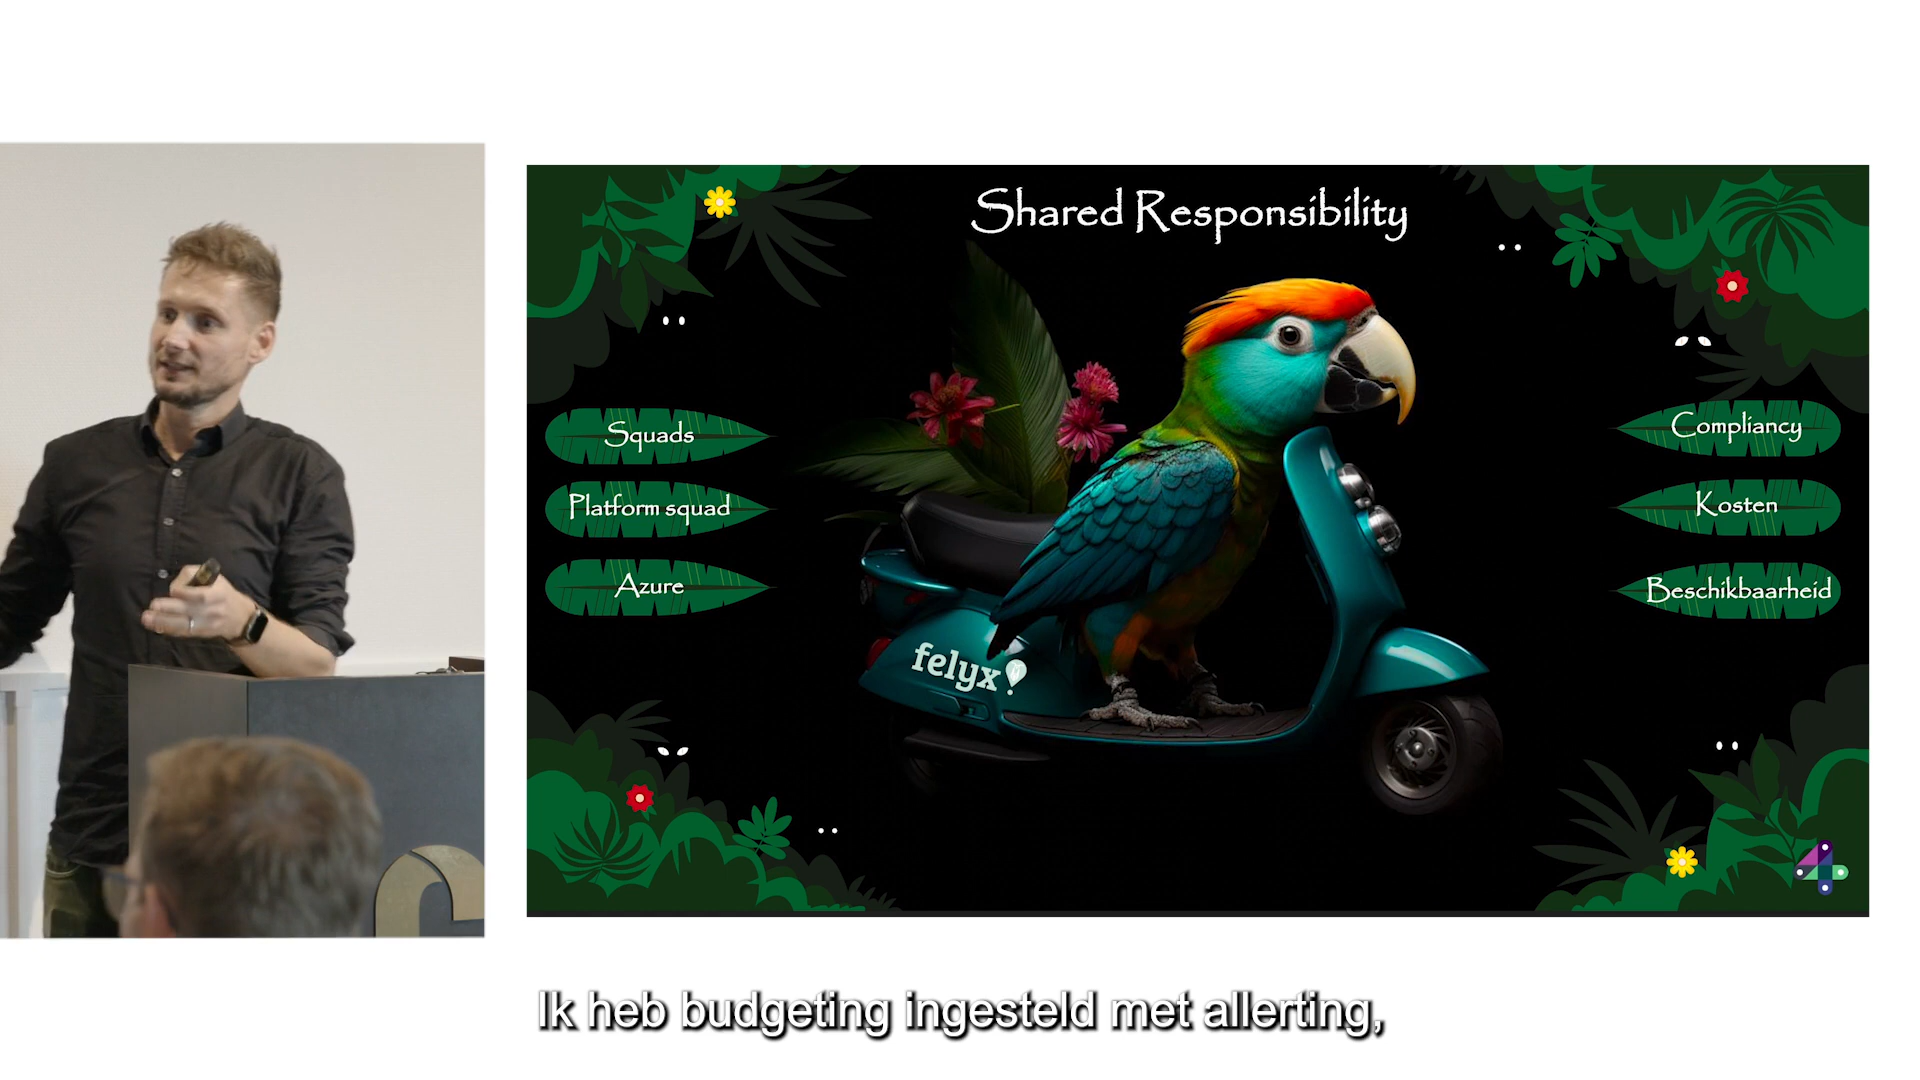 Shared Responsibility
Squads
Platform squad
Azure
Compliancy
Kosten
Beschikbaarheid
felyx
Ik heb budgeting ingesteld met allerting,